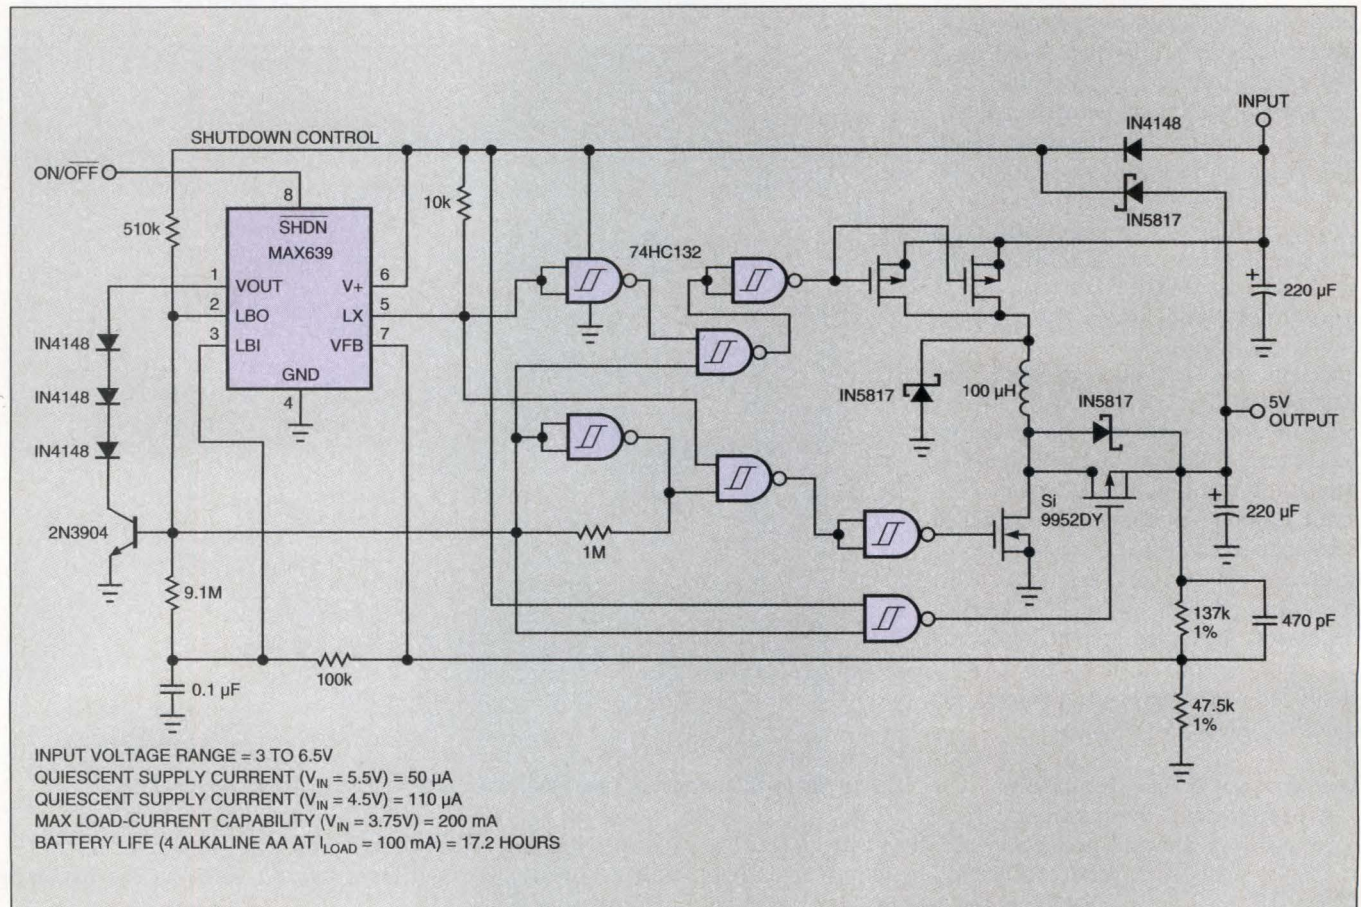 INPUT
SHUTDOWN CONTROL
IN4148
ON/OFF
8
10k
IN5817
SHDN
510k
MAX639
74HC132
1
VOUT
V+
6
2
LBO
LX
5
3
LBI
VFB
7
220 µF
IN4148
GND
4
IN5817
100 µH
IN5817
5V
OUTPUT
IN4148
IN4148
Si
9952DY
220 µF
2N3904
1M
9.1M
137k
1%
470 pF
100k
0.1 µF
47.5k
1%
INPUT VOLTAGE RANGE = 3 TO 6.5V
QUIESCENT SUPPLY CURRENT (VIN = 5.5V) = 50 µA
QUIESCENT SUPPLY CURRENT (VIN = 4.5V) = 110 µA
MAX LOAD-CURRENT CAPABILITY (VIN = 3.75V) = 200 mA
BATTERY LIFE (4 ALKALINE AA AT ILOAD = 100 mA) = 17.2 HOURS